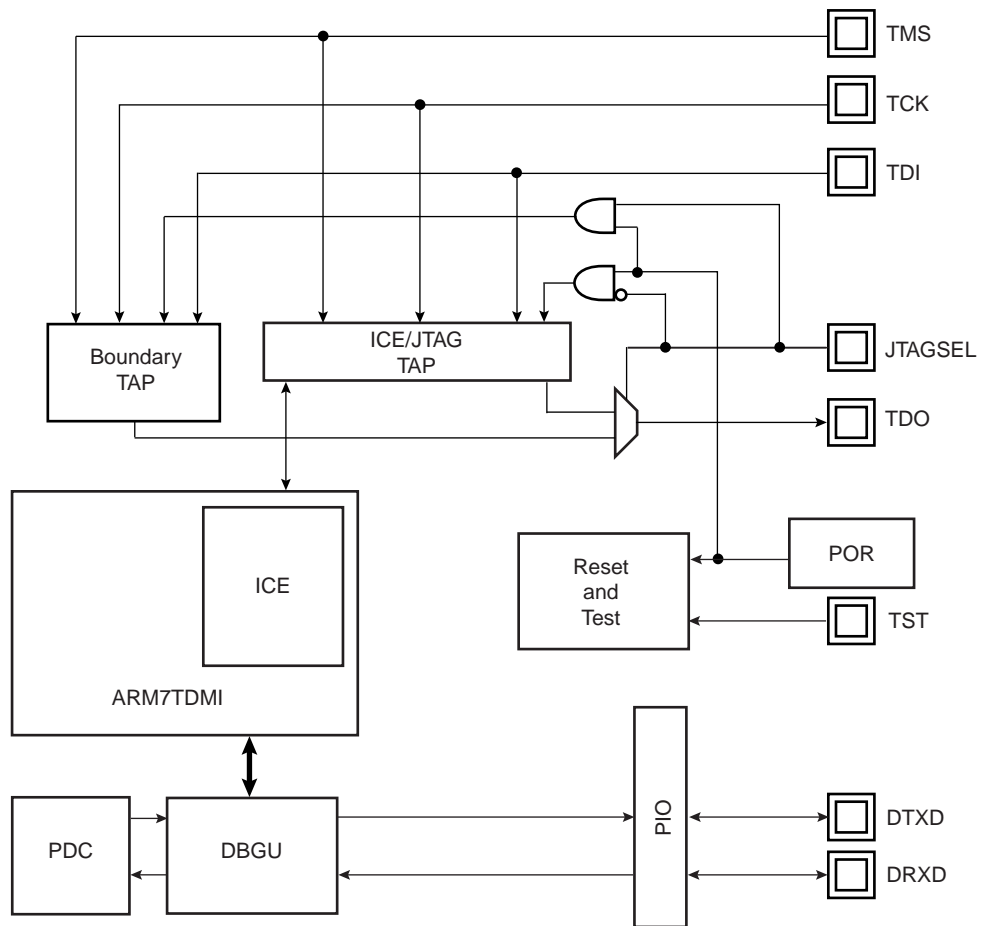 TMS
TCK
TDI
Boundary
TAP
ICE/JTAG
TAP
JTAGSEL
TDO
POR
Reset
and
Test
TST
ICE
ARM7TDMI
PDC
DBGU
PIO
DTXD
DRXD